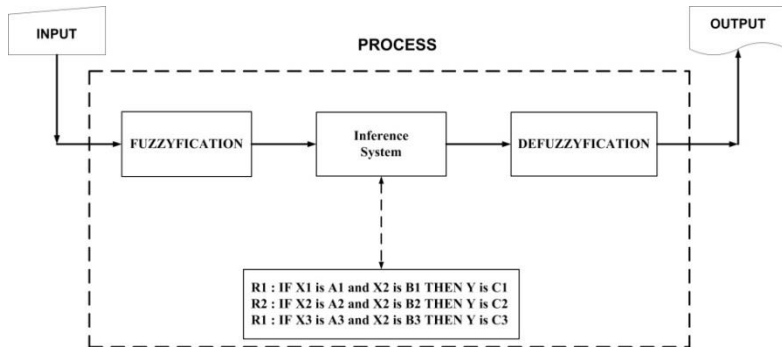 INPUT
OUTPUT
PROCESS
FUZZYFICATION
Inference
System
DEFUZZYFICATION
R1 : IF X1 is A1 and X2 is B1 THEN Y is C1
R2 : IF X2 is A2 and X2 is B2 THEN Y is C2
R1 : IF X3 is A3 and X2 is B3 THEN Y is C3